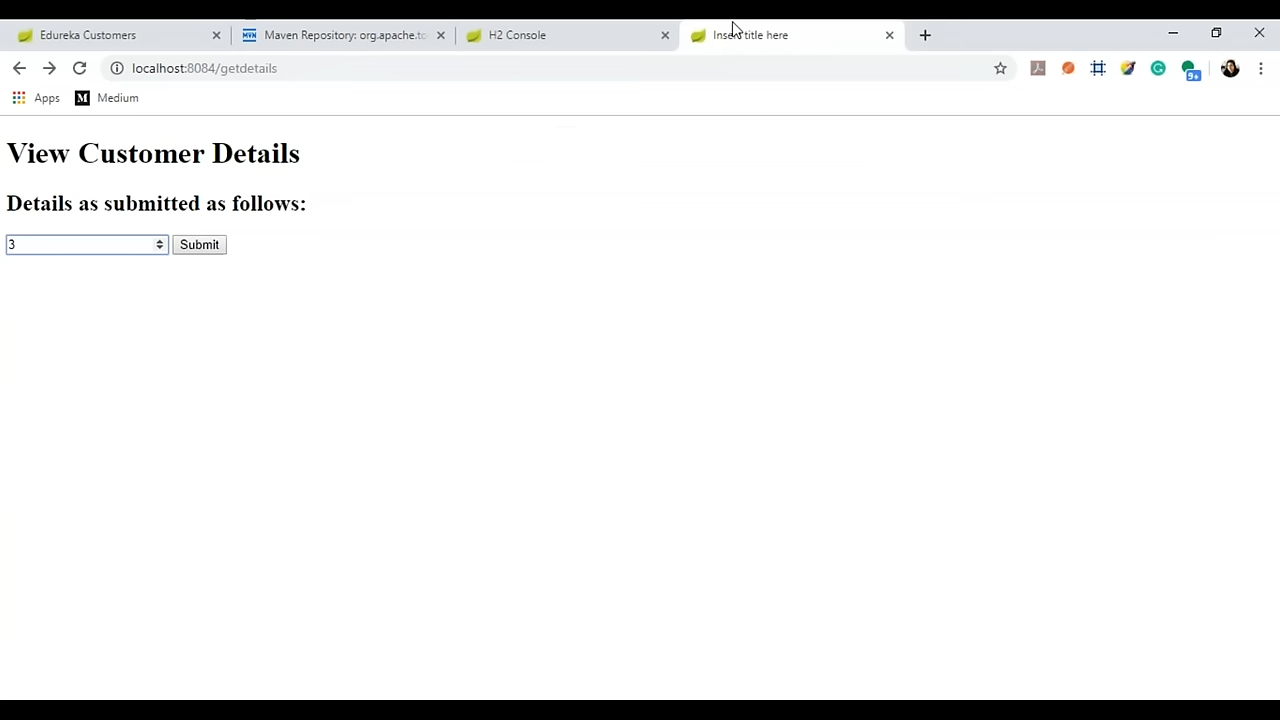 Edureka Customers
Maven Repository: org.apache.to
H2 Console
Insert title here
localhost:8084/getdetails
9+
Apps
M Medium
View Customer Details
Details as submitted as follows:
3
Submit